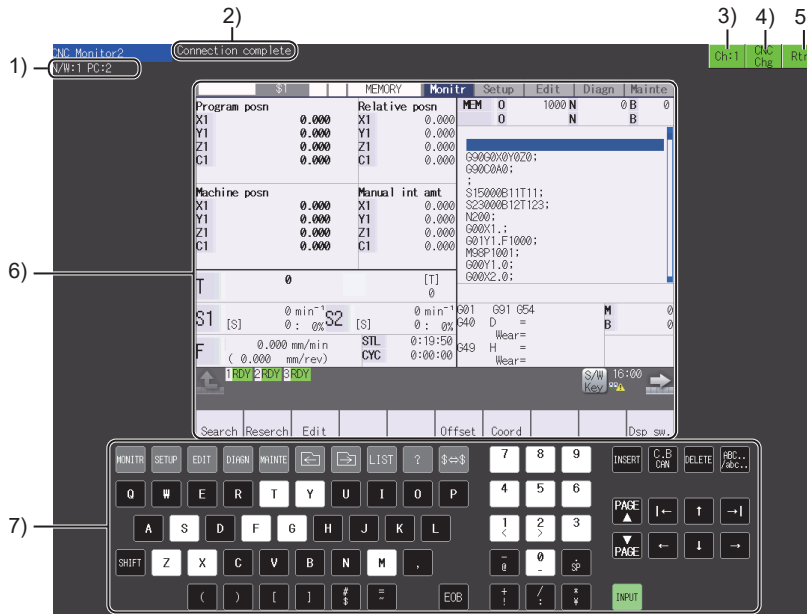 2)
3)
4)
5
CNC Monitor2
Connection complete
Ch:1
CNC
Chg
Rtr
1)
N/W:1 PC:2
$1 MEMORY Monitr Setup Edit Diagn Mainte
Program posn
X1 0.000
Y1 0.000
Z1 0.000
C1 0.000
Relative posn
X1 0.000
Y1 0.000
Z1 0.000
C1 0.000
MEM O 1000 N 0 B 0
O N B
G90G0X0Y0Z0;
G90C0A0;
;
S15000B11T11;
S23000B12T123;
N200;
G00X1.;
G01Y1.F1000;
M98P1001;
G00Y1.0;
G00X2.0;
Machine posn
X1 0.000
Y1 0.000
Z1 0.000
C1 0.000
Manual int amt
X1 0.000
Y1 0.000
Z1 0.000
C1 0.000
6)
T 0 [T]
0
S1 [S] 0 min⁻¹
0 : 0%
S2 [S] 0 min⁻¹
0 : 0%
G01 G91 G54
G40 D =
Wear=
G49 H =
Wear=
M 0
B 0
F 0.000 mm/min
( 0.000 mm/rev)
STL 0:19:50
CYC 0:00:00
1 RDY 2 RDY 3 RDY
S/W
Key
16:00
Search Reserch Edit Offset Coord Dsp sw.
7)
MONITR SETUP EDIT DIAGN MAINTE LIST ? $⇔$ 7 8 9 INSERT C.B CAN DELETE ABC.. /abc..
Q W E R T Y U I O P 4 5 6
PAGE ▲ |← ↑ →|
A S D F G H J K L 1 < 2 > 3
▼ PAGE ← ↓ →
SHIFT Z X C V B N M , - @ 0 _ . SP
( ) [ ] # $ = ~ EOB + ! / : * ¥ INPUT